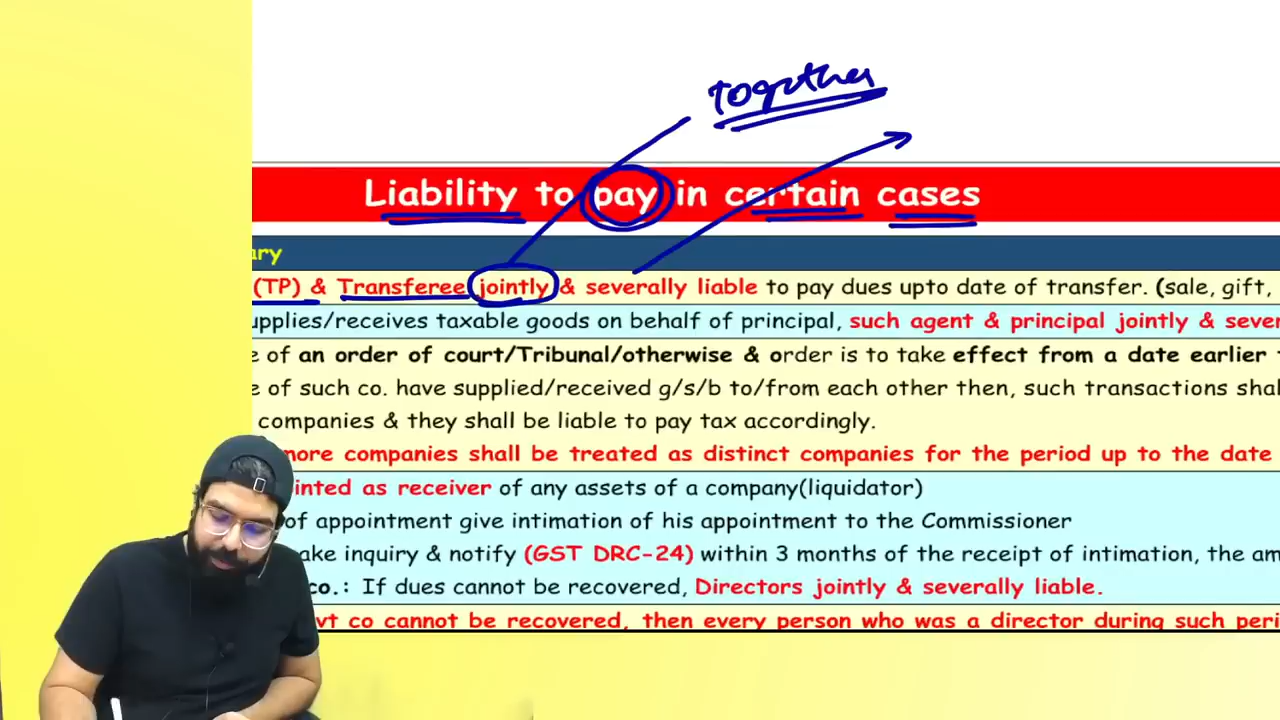 together
Liability to pay in certain cases
ary
(TP) & Transferee jointly & severally liable to pay dues upto date of transfer. (sale, gift,
upplies/receives taxable goods on behalf of principal, such agent & principal jointly & sever
e of an order of court/Tribunal/otherwise & order is to take effect from a date earlier
e of such co. have supplied/received g/s/b to/from each other then, such transactions shal
companies & they shall be liable to pay tax accordingly.
more companies shall be treated as distinct companies for the period up to the date
inted as receiver of any assets of a company(liquidator)
of appointment give intimation of his appointment to the Commissioner
ake inquiry & notify (GST DRC-24) within 3 months of the receipt of intimation, the am
co.: If dues cannot be recovered, Directors jointly & severally liable.
vt co cannot be recovered, then every person who was a director during such peri